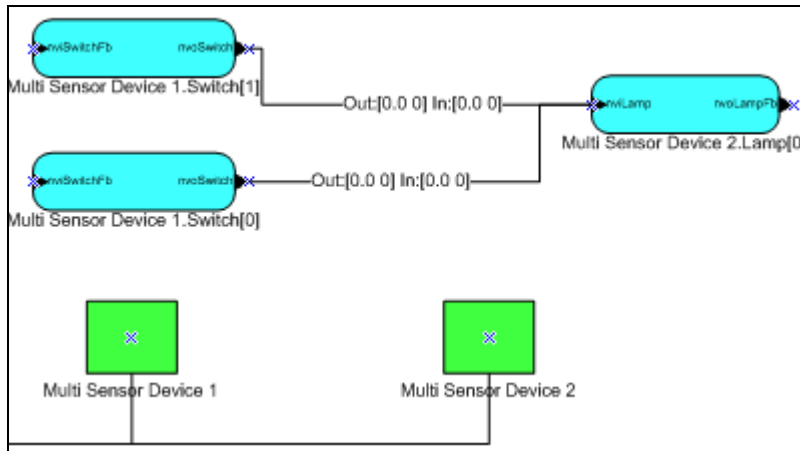 nviSwitchFb nvoSwitch
Multi Sensor Device 1.Switch[1]
Out:[0.0 0] In:[0.0 0]
nviLamp nvoLampFb
Multi Sensor Device 2.Lamp[0
nviSwitchFb nvoSwitch
Out:[0.0 0] In:[0.0 0]
Multi Sensor Device 1.Switch[0]
Multi Sensor Device 1
Multi Sensor Device 2